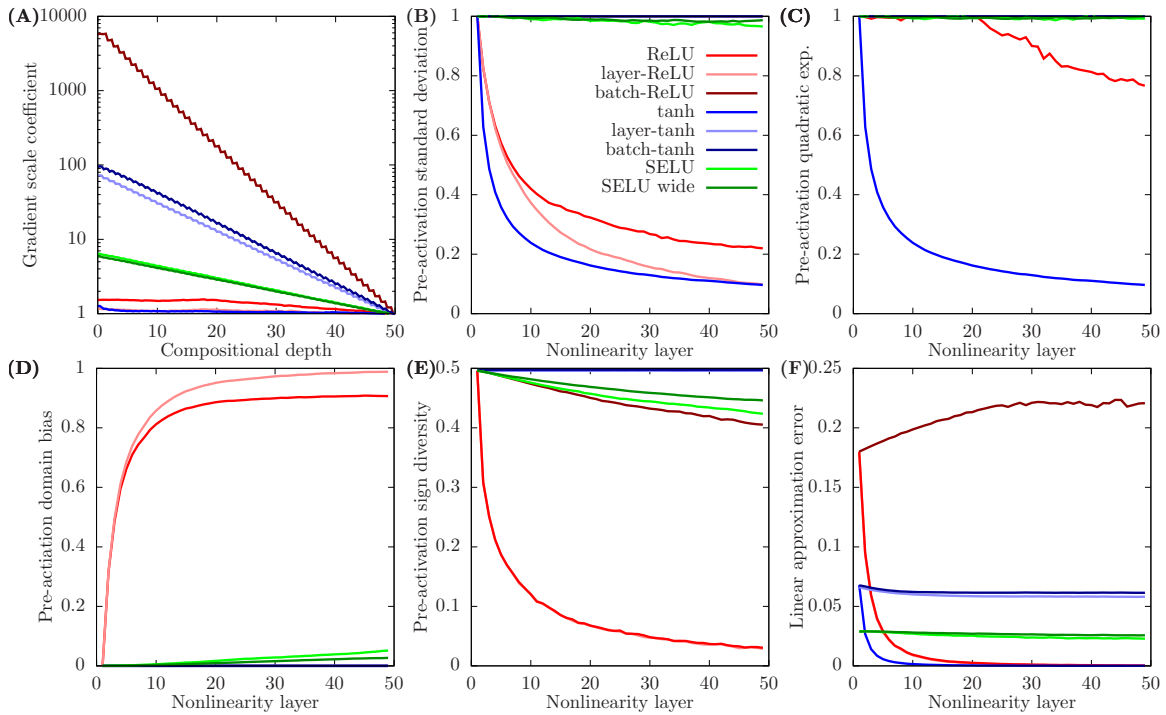 (A)
Gradient scale coefficient
10000
1000
100
10
1
0 10 20 30 40 50
Compositional depth
(B)
Pre-activation standard deviation
1
0.8
0.6
0.4
0.2
0
0 10 20 30 40 50
Nonlinearity layer
ReLU
layer-ReLU
batch-ReLU
tanh
layer-tanh
batch-tanh
SELU
SELU wide
(C)
Pre-activation quadratic exp.
1
0.8
0.6
0.4
0.2
0
0 10 20 30 40 50
Nonlinearity layer
(D)
Pre-actiation domain bias
1
0.8
0.6
0.4
0.2
0
0 10 20 30 40 50
Nonlinearity layer
(E)
Pre-activation sign diversity
0.5
0.4
0.3
0.2
0.1
0
0 10 20 30 40 50
Nonlinearity layer
(F)
Linear approximation error
0.25
0.2
0.15
0.1
0.05
0
0 10 20 30 40 50
Nonlinearity layer